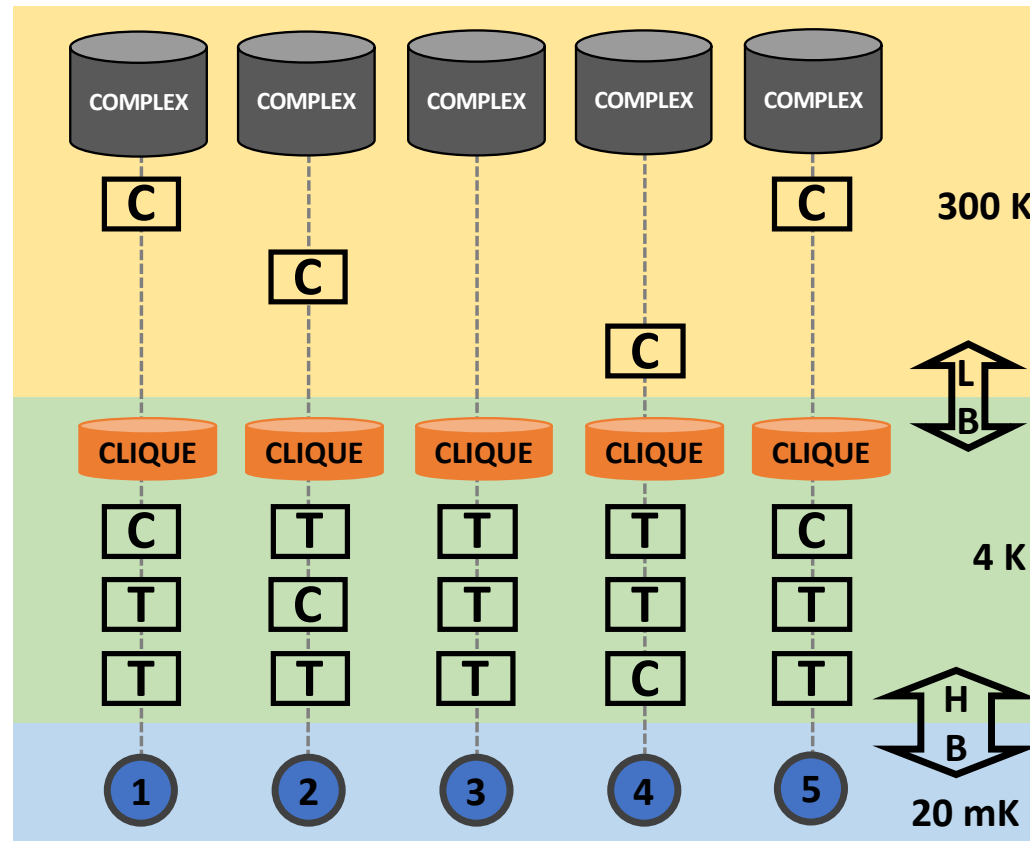 COMPLEX COMPLEX COMPLEX COMPLEX COMPLEX
C C 300 K
C
C
L
B
CLIQUE CLIQUE CLIQUE CLIQUE CLIQUE
C T T T C
4 K
T C T T T
T T T C T
H
B
1 2 3 4 5
20 mK